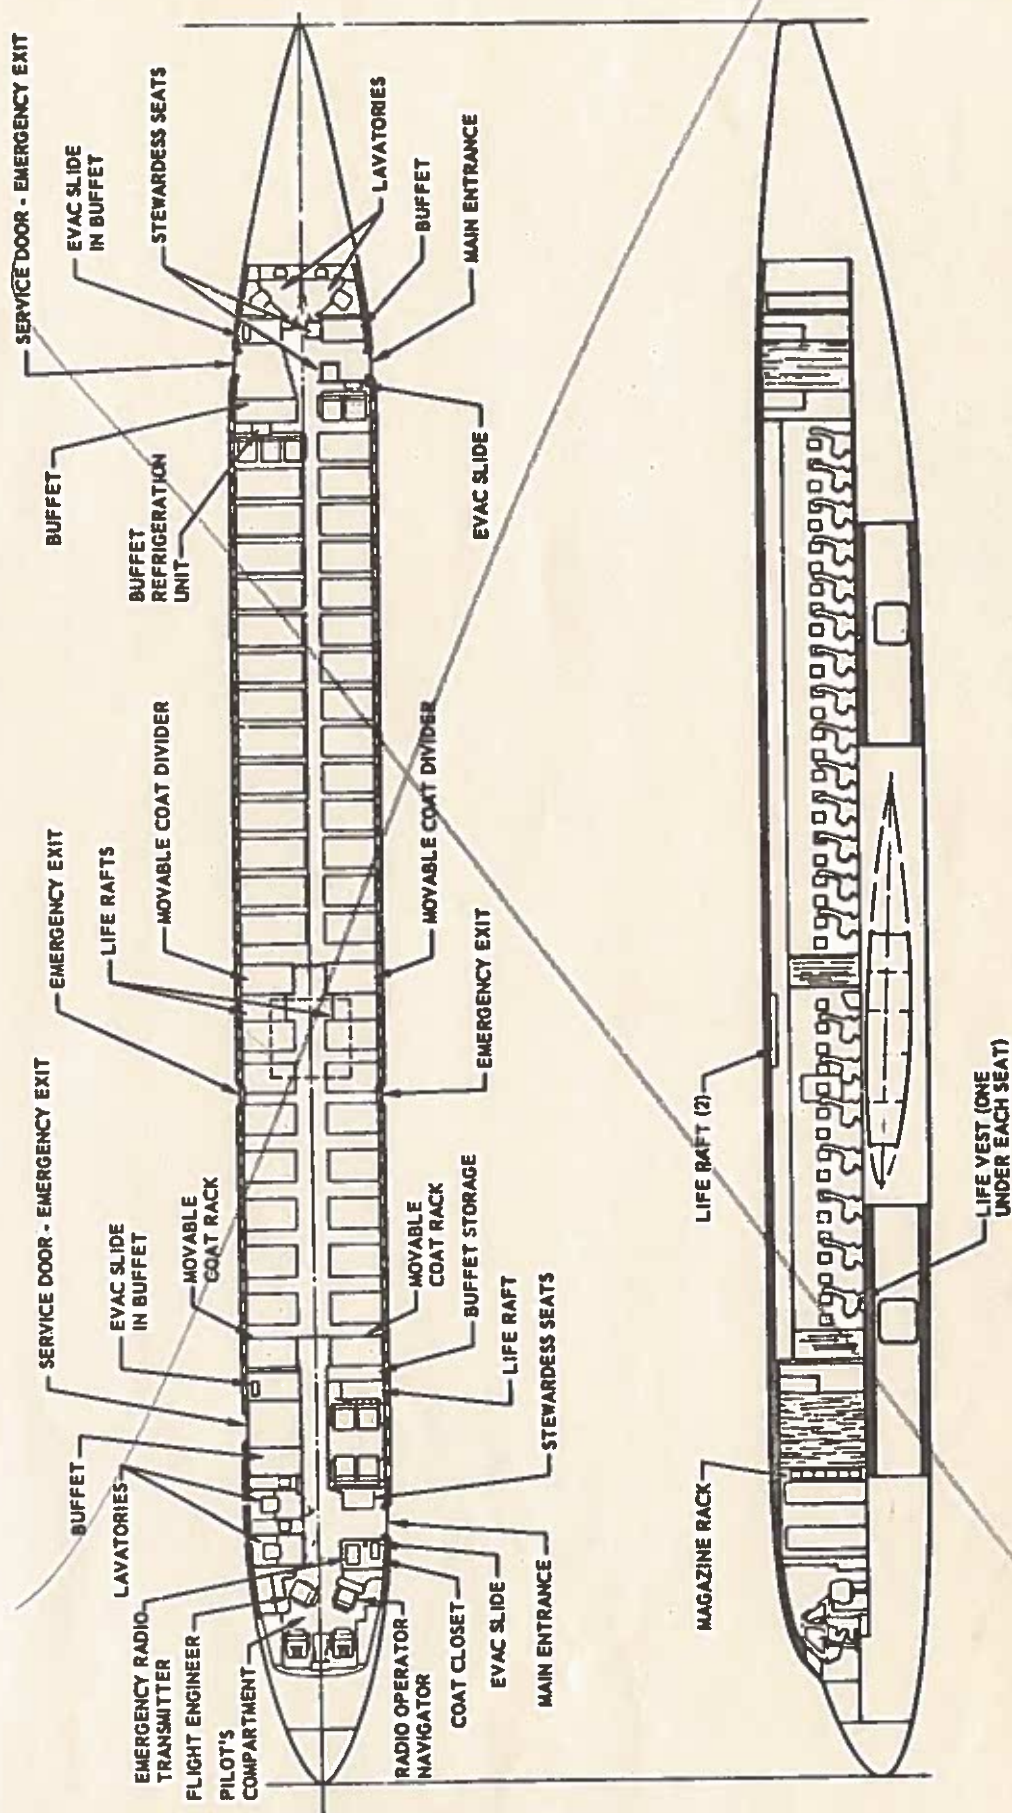 SERVICE DOOR - EMERGENCY EXIT
EVAC SLIDE
IN BUFFET
STEWARDESS SEATS
LAVATORIES
BUFFET
MAIN ENTRANCE
BUFFET
BUFFET
REFRIGERATION
UNIT
EVAC SLIDE
MOVABLE COAT DIVIDER
MOVABLE COAT DIVIDER
EMERGENCY EXIT
LIFE RAFTS
EMERGENCY EXIT
SERVICE DOOR - EMERGENCY EXIT
EVAC SLIDE
IN BUFFET
MOVABLE
COAT RACK
MOVABLE
COAT RACK
BUFFET STORAGE
LIFE RAFT
STEWARDESS SEATS
BUFFET
LAVATORIES
EMERGENCY RADIO
TRANSMITTER
FLIGHT ENGINEER
PILOT'S
COMPARTMENT
RADIO OPERATOR
NAVIGATOR
COAT CLOSET
EVAC SLIDE
MAIN ENTRANCE
LIFE RAFT (2)
LIFE VEST (ONE
UNDER EACH SEAT)
MAGAZINE RACK